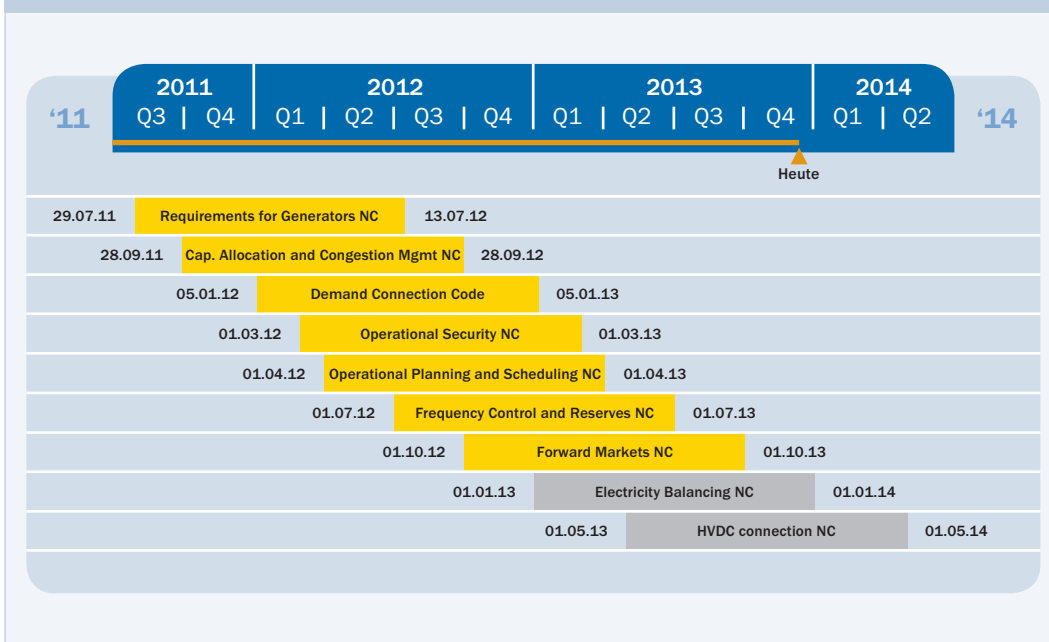 ‘11
2011
2012
2013
2014
‘14
Q3 | Q4
Q1 | Q2 | Q3 | Q4
Q1 | Q2 | Q3 | Q4
Q1 | Q2
Heute
29.07.11 Requirements for Generators NC 13.07.12
28.09.11 Cap. Allocation and Congestion Mgmt NC 28.09.12
05.01.12 Demand Connection Code 05.01.13
01.03.12 Operational Security NC 01.03.13
01.04.12 Operational Planning and Scheduling NC 01.04.13
01.07.12 Frequency Control and Reserves NC 01.07.13
01.10.12 Forward Markets NC 01.10.13
01.01.13 Electricity Balancing NC 01.01.14
01.05.13 HVDC connection NC 01.05.14